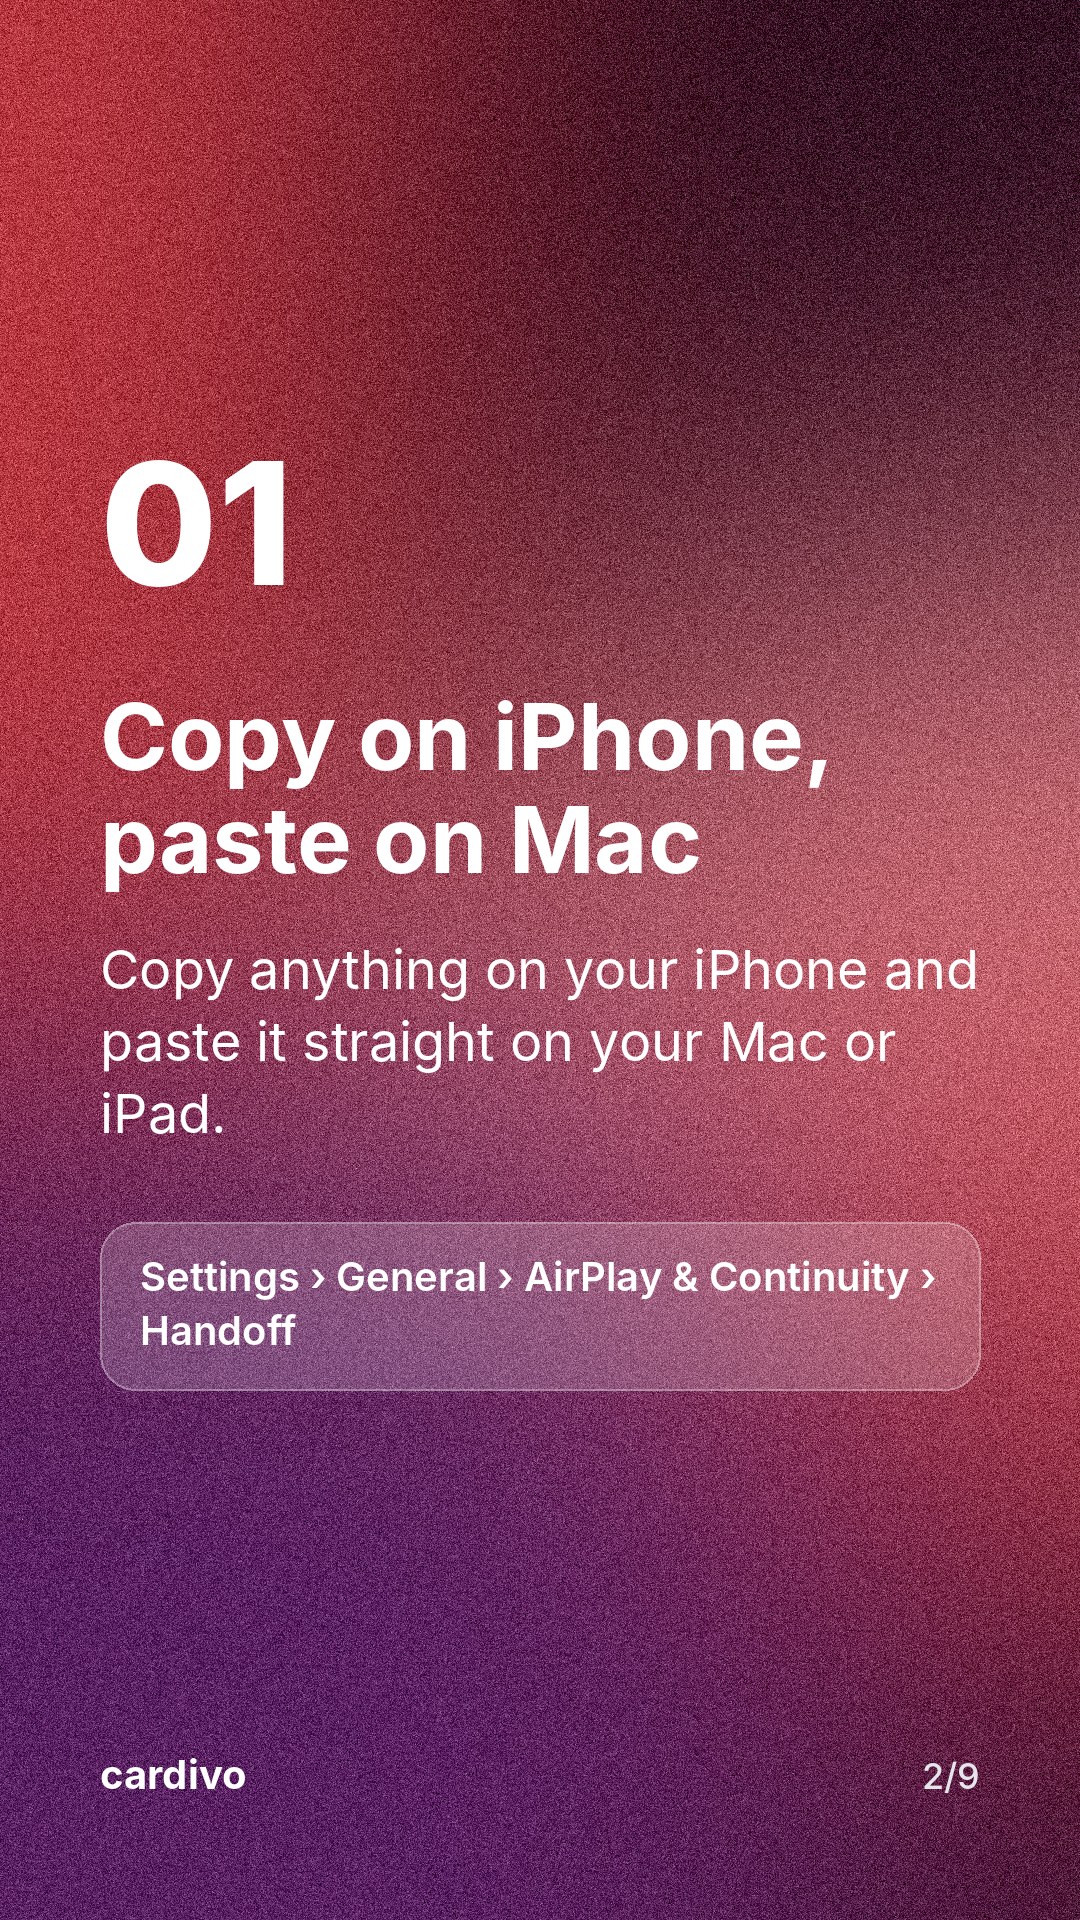 01
Copy on iPhone,
paste on Mac
Copy anything on your iPhone and
paste it straight on your Mac or
iPad.
Settings › General › AirPlay & Continuity ›
Handoff
cardivo
2/9